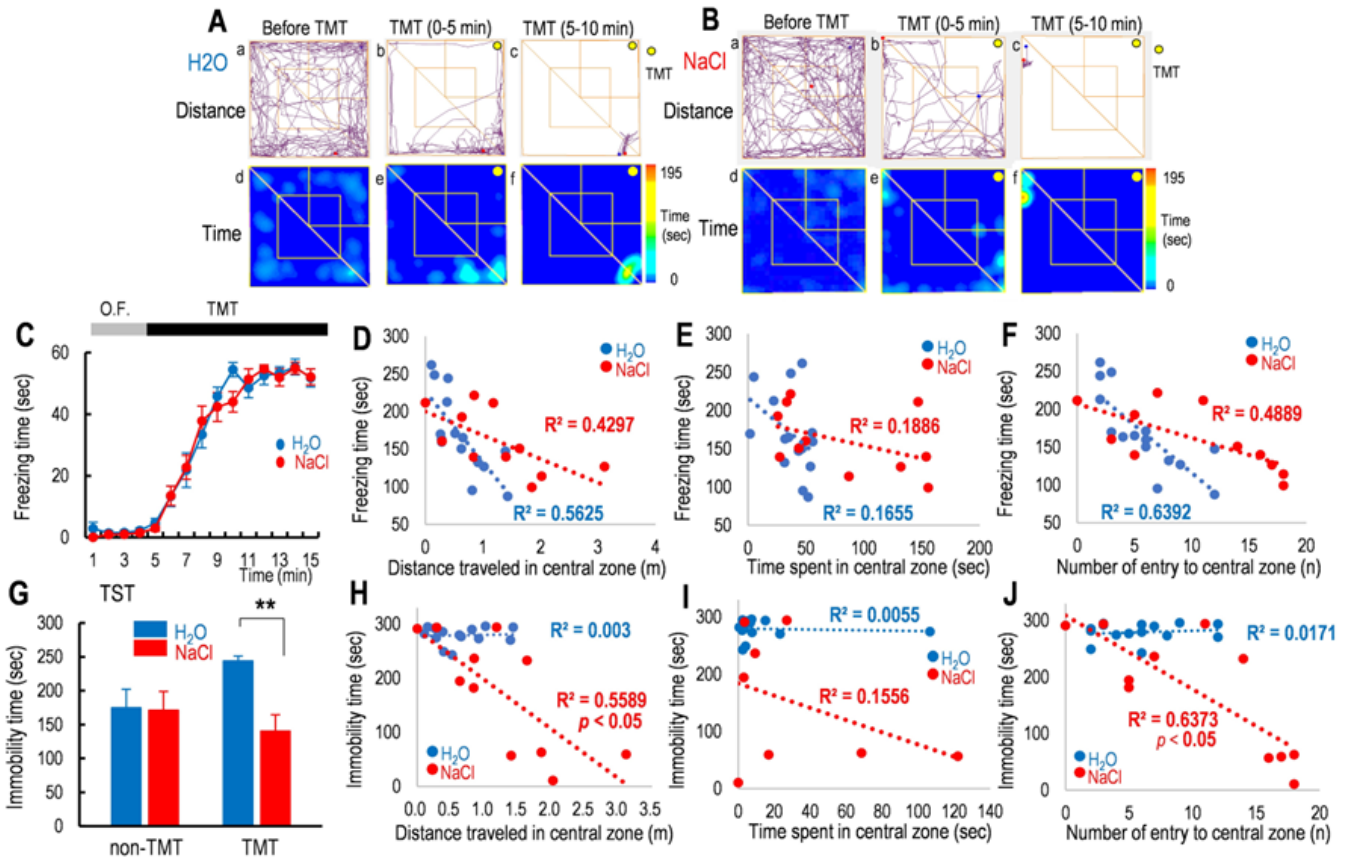 A
Before TMT TMT (0-5 min) TMT (5-10 min)
H2O
a b c
TMT
Distance
d e f
195
Time
(sec)
0
Time
B
Before TMT TMT (0-5 min) TMT (5-10 min)
NaCl
a b c
TMT
Distance
d e f
195
Time
(sec)
0
Time
C
O.F. TMT
Freezing time (sec)
60
40
20
0
H2O
NaCl
1 3 5 7 9 11 13 15
Time (min)
D
Freezing time (sec)
300
250
200
150
100
50
H2O
NaCl
R² = 0.4297
R² = 0.5625
0 1 2 3 4
Distance traveled in central zone (m)
E
Freezing time (sec)
300
250
200
150
100
50
H2O
NaCl
R² = 0.1886
R² = 0.1655
0 50 100 150 200
Time spent in central zone (sec)
F
Freezing time (sec)
300
250
200
150
100
50
H2O
NaCl
R² = 0.4889
R² = 0.6392
0 5 10 15 20
Number of entry to central zone (n)
G
TST
Immobility time (sec)
300
250
200
150
100
50
0
H2O
NaCl
**
non-TMT TMT
H
Immobility time (sec)
300
200
100
0
R² = 0.003
R² = 0.5589
p < 0.05
H2O
NaCl
0.0 0.5 1.0 1.5 2.0 2.5 3.0 3.5
Distance traveled in central zone (m)
I
Immobility time (sec)
300
200
100
0
R² = 0.0055
H2O
NaCl
R² = 0.1556
0 20 40 60 80 100 120 140
Time spent in central zone (sec)
J
Immobility time (sec)
300
200
100
0
R² = 0.0171
R² = 0.6373
p < 0.05
H2O
NaCl
0 5 10 15 20
Number of entry to central zone (n)